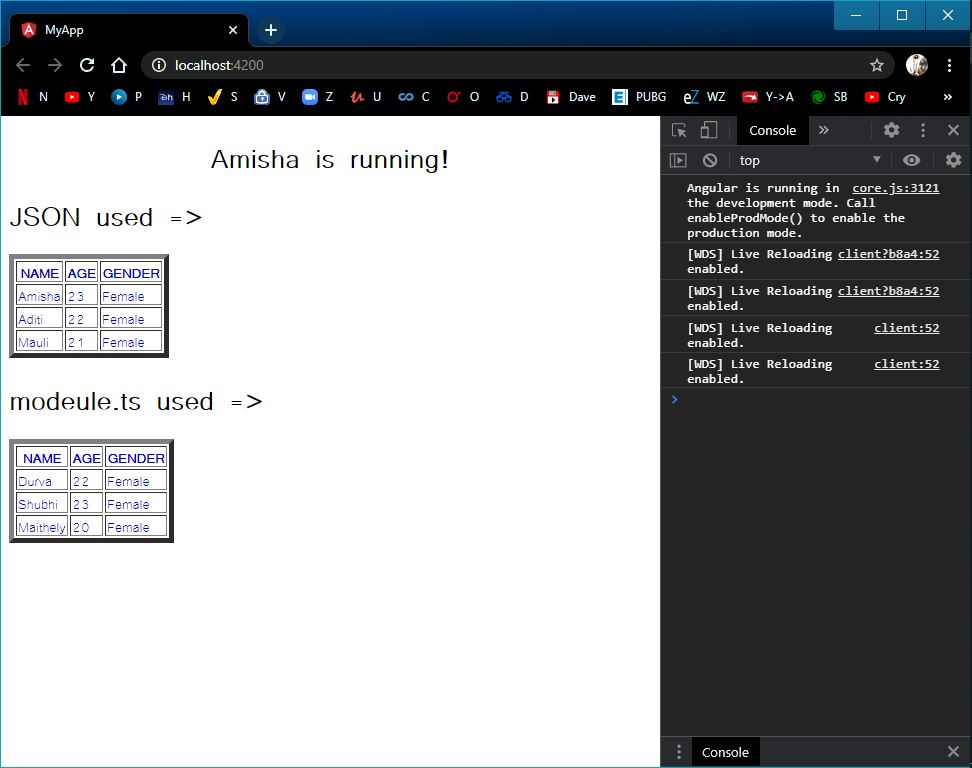 MyApp
localhost:4200
N Y P H S V Z U C O D Dave PUBG WZ Y->A SB Cry »
Console »
top
Amisha is running!
JSON used =>
NAME AGE GENDER
Amisha 23 Female
Aditi 22 Female
Mauli 21 Female
modeule.ts used =>
NAME AGE GENDER
Durva 22 Female
Shubhi 23 Female
Maithely 20 Female
Angular is running in core.js:3121
the development mode. Call
enableProdMode() to enable the
production mode.
[WDS] Live Reloading client?b8a4:52
enabled.
[WDS] Live Reloading client?b8a4:52
enabled.
[WDS] Live Reloading client:52
enabled.
[WDS] Live Reloading client:52
enabled.
Console